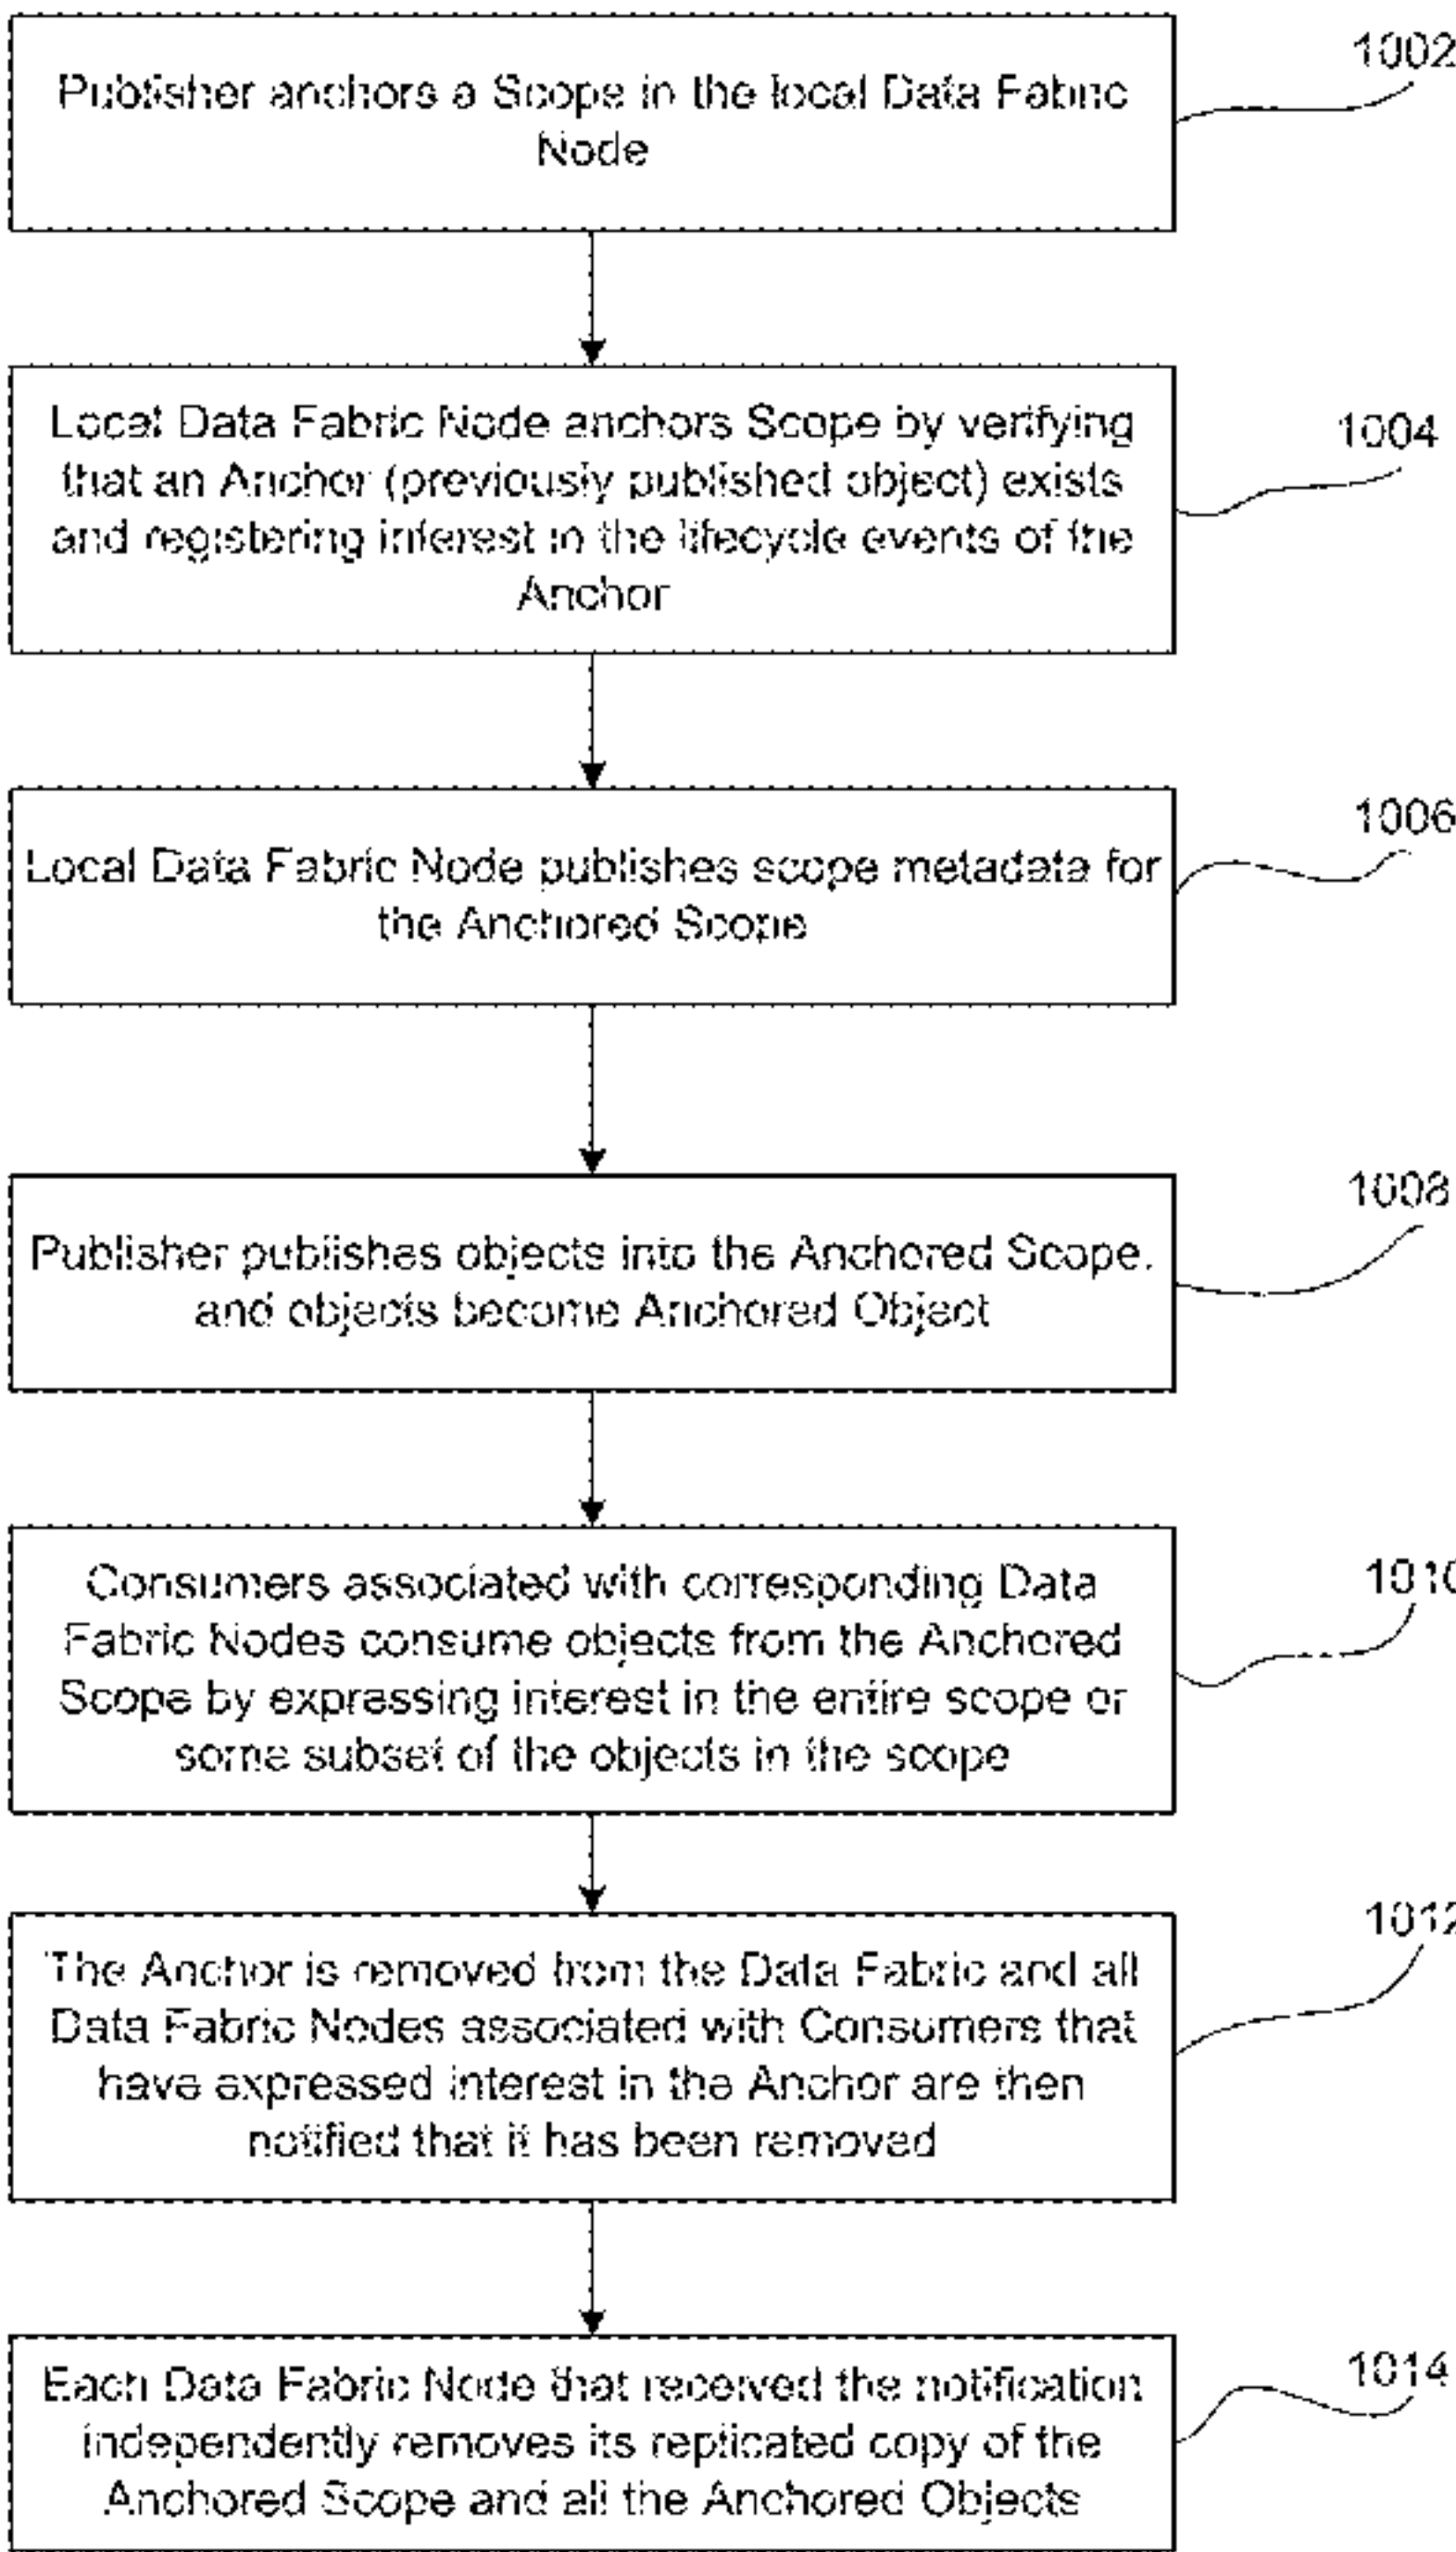 Publisher anchors a Scope in the local Data Fabric
Node
1002
Local Data Fabric Node anchors Scope by verifying
that an Anchor (previously published object) exists
and registering interest in the lifecycle events of the
Anchor
1004
Local Data Fabric Node publishes scope metadata for
the Anchored Scope
1006
Publisher publishes objects into the Anchored Scope,
and objects become Anchored Object
1008
Consumers associated with corresponding Data
Fabric Nodes consume objects from the Anchored
Scope by expressing interest in the entire scope or
some subset of the objects in the scope
1010
The Anchor is removed from the Data Fabric and all
Data Fabric Nodes associated with Consumers that
have expressed interest in the Anchor are then
notified that it has been removed
1012
Each Data Fabric Node that received the notification
independently removes its replicated copy of the
Anchored Scope and all the Anchored Objects
1014